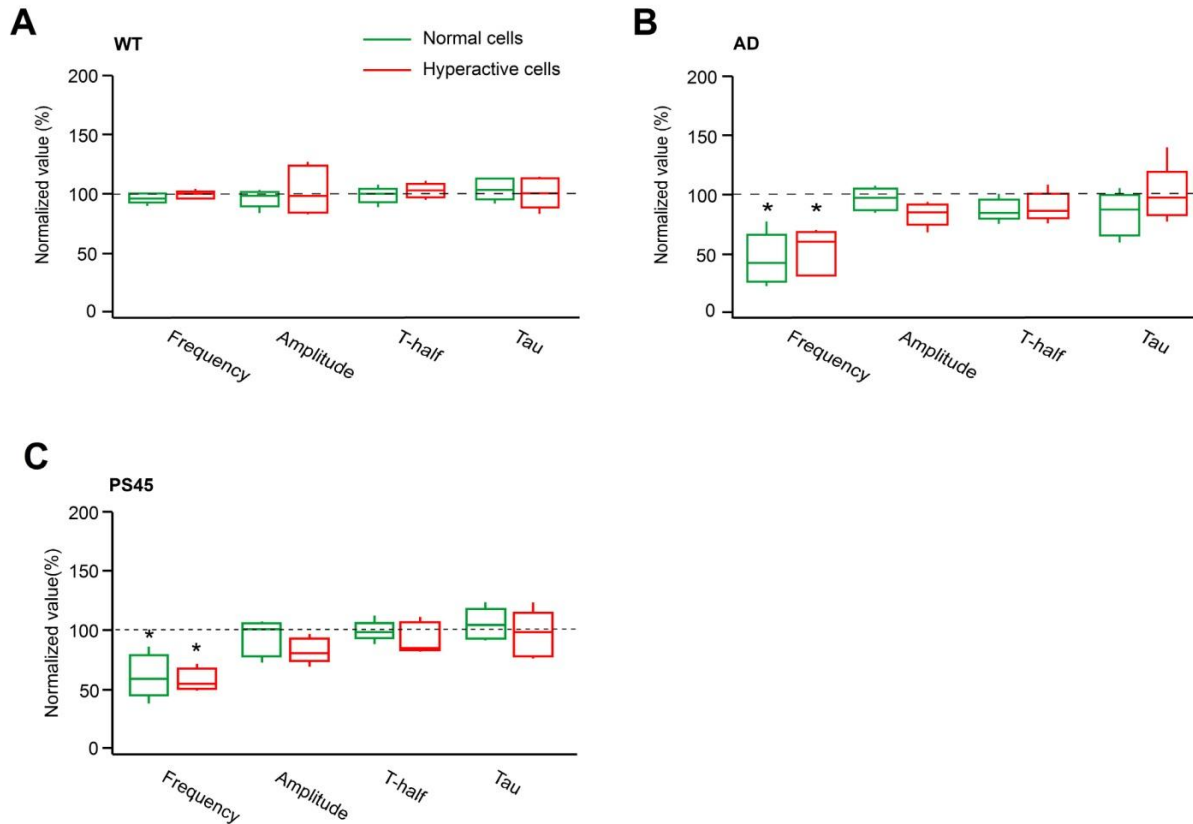 A
WT
Normal cells
Hyperactive cells
Normalized value (%)
200
150
100
50
0
Frequency
Amplitude
T-half
Tau
B
AD
Normalized value (%)
200
150
100
50
0
*
*
Frequency
Amplitude
T-half
Tau
C
PS45
Normalized value(%)
200
150
100
50
0
*
*
Frequency
Amplitude
T-half
Tau